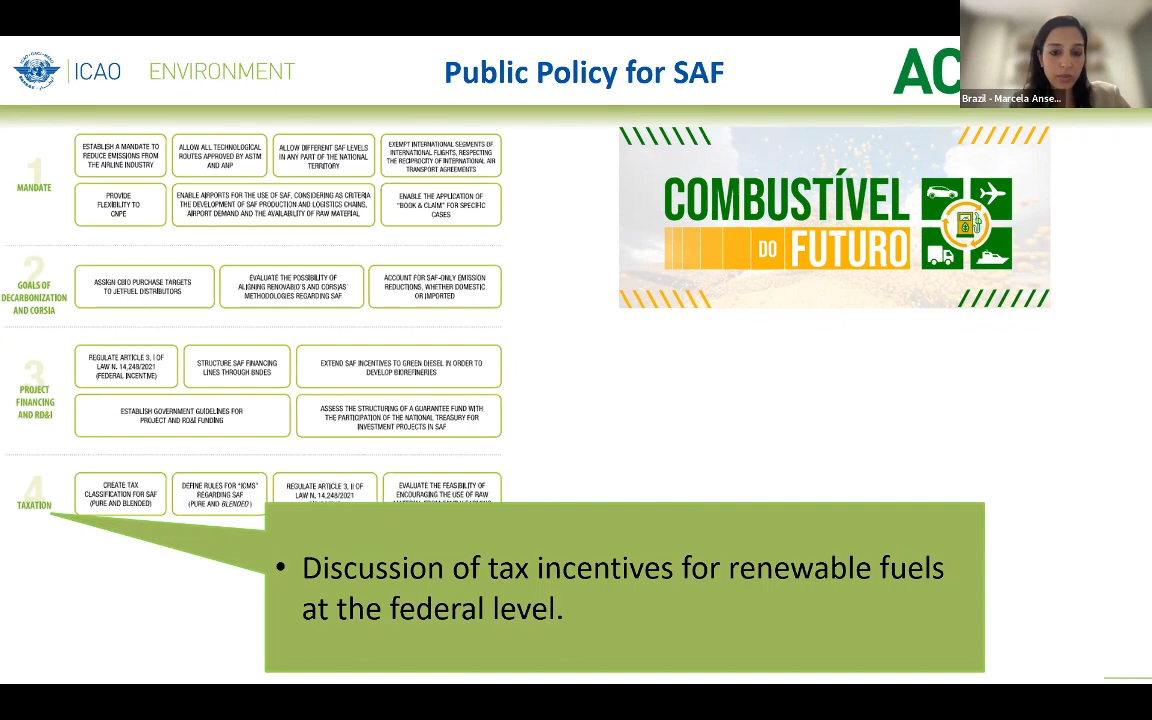 ICAO
ENVIRONMENT
Public Policy for SAF
AC
Brazil - Marcela Anse...
1
MANDATE
ESTABLISH A MANDATE TO
REDUCE EMISSIONS FROM
THE AIRLINE INDUSTRY
ALLOW ALL TECHNOLOGICAL
ROUTES APPROVED BY ASTM
AND ANP
ALLOW DIFFERENT SAF LEVELS
IN ANY PART OF THE NATIONAL
TERRITORY
EXEMPT INTERNATIONAL SEGMENTS OF
INTERNATIONAL FLIGHTS, RESPECTING
THE RECIPROCITY OF INTERNATIONAL AIR
TRANSPORT AGREEMENTS
PROVIDE
FLEXIBILITY TO
CNPE
ENABLE AIRPORTS FOR THE USE OF SAF, CONSIDERING AS CRITERIA
THE DEVELOPMENT OF SAF PRODUCTION AND LOGISTICS CHAINS,
AIRPORT DEMAND AND THE AVAILABILITY OF RAW MATERIAL
ENABLE THE APPLICATION OF
"BOOK & CLAIM" FOR SPECIFIC
CASES
2
GOALS OF
DECARBONIZATION
AND CORSIA
ASSIGN CBIO PURCHASE TARGETS
TO JETFUEL DISTRIBUTORS
EVALUATE THE POSSIBILITY OF
ALIGNING RENOVABIO'S AND CORSIAS'
METHODOLOGIES REGARDING SAF
ACCOUNT FOR SAF-ONLY EMISSION
REDUCTIONS, WHETHER DOMESTIC
OR IMPORTED
3
PROJECT
FINANCING
AND RD&I
REGULATE ARTICLE 3, I OF
LAW N. 14,248/2021
(FEDERAL INCENTIVE)
STRUCTURE SAF FINANCING
LINES THROUGH BNDES
EXTEND SAF INCENTIVES TO GREEN DIESEL IN ORDER TO
DEVELOP BIOREFINERIES
ESTABLISH GOVERNMENT GUIDELINES FOR
PROJECT AND RD&I FUNDING
ASSESS THE STRUCTURING OF A GUARANTEE FUND WITH
THE PARTICIPATION OF THE NATIONAL TREASURY FOR
INVESTMENT PROJECTS IN SAF
4
TAXATION
CREATE TAX
CLASSIFICATION FOR SAF
(PURE AND BLENDED)
DEFINE RULES FOR "ICMS"
REGARDING SAF
(PURE AND BLENDED)
REGULATE ARTICLE 3, II OF
LAW N. 14,248/2021
EVALUATE THE FEASIBILITY OF
ENCOURAGING THE USE OF RAW
COMBUSTÍVEL
DO FUTURO
• Discussion of tax incentives for renewable fuels
at the federal level.